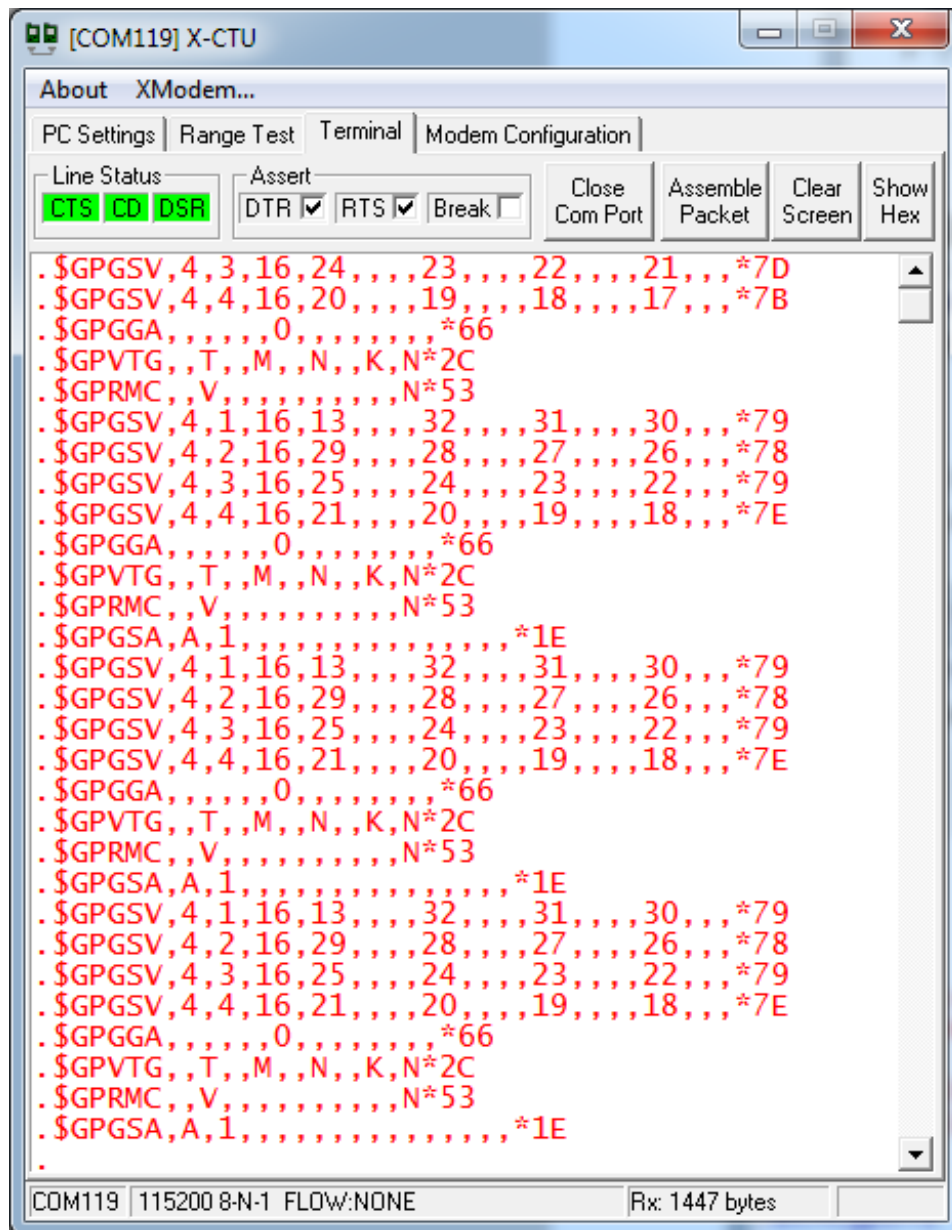 [COM119] X-CTU
About XModem...
PC Settings Range Test Terminal Modem Configuration
Line Status Assert
CTS CD DSR DTR RTS Break Close Com Port Assemble Packet Clear Screen Show Hex
.$GPGSV,4,3,16,24,,,,23,,,,22,,,,21,,,*7D
.$GPGSV,4,4,16,20,,,,19,,,,18,,,,17,,,*7B
.$GPGGA,,,,,,0,,,,,,,,*66
.$GPVTG,,T,,M,,N,,K,N*2C
.$GPRMC,,V,,,,,,,,,,N*53
.$GPGSV,4,1,16,13,,,,32,,,,31,,,,30,,,*79
.$GPGSV,4,2,16,29,,,,28,,,,27,,,,26,,,*78
.$GPGSV,4,3,16,25,,,,24,,,,23,,,,22,,,*79
.$GPGSV,4,4,16,21,,,,20,,,,19,,,,18,,,*7E
.$GPGGA,,,,,,0,,,,,,,,*66
.$GPVTG,,T,,M,,N,,K,N*2C
.$GPRMC,,V,,,,,,,,,,N*53
.$GPGSA,A,1,,,,,,,,,,,,,,,*1E
.$GPGSV,4,1,16,13,,,,32,,,,31,,,,30,,,*79
.$GPGSV,4,2,16,29,,,,28,,,,27,,,,26,,,*78
.$GPGSV,4,3,16,25,,,,24,,,,23,,,,22,,,*79
.$GPGSV,4,4,16,21,,,,20,,,,19,,,,18,,,*7E
.$GPGGA,,,,,,0,,,,,,,,*66
.$GPVTG,,T,,M,,N,,K,N*2C
.$GPRMC,,V,,,,,,,,,,N*53
.$GPGSA,A,1,,,,,,,,,,,,,,,*1E
.$GPGSV,4,1,16,13,,,,32,,,,31,,,,30,,,*79
.$GPGSV,4,2,16,29,,,,28,,,,27,,,,26,,,*78
.$GPGSV,4,3,16,25,,,,24,,,,23,,,,22,,,*79
.$GPGSV,4,4,16,21,,,,20,,,,19,,,,18,,,*7E
.$GPGGA,,,,,,0,,,,,,,,*66
.$GPVTG,,T,,M,,N,,K,N*2C
.$GPRMC,,V,,,,,,,,,,N*53
.$GPGSA,A,1,,,,,,,,,,,,,,,*1E
.
COM119 115200 8-N-1 FLOW:NONE Rx: 1447 bytes